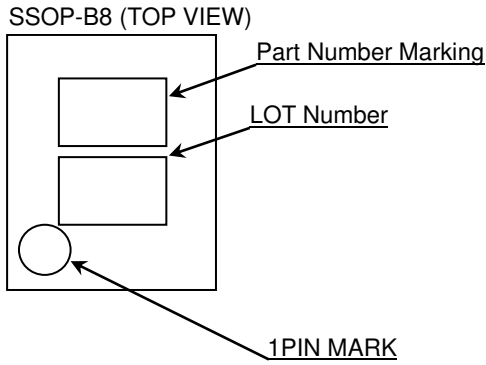 SSOP-B8 (TOP VIEW)
Part Number Marking
LOT Number
1PIN MARK